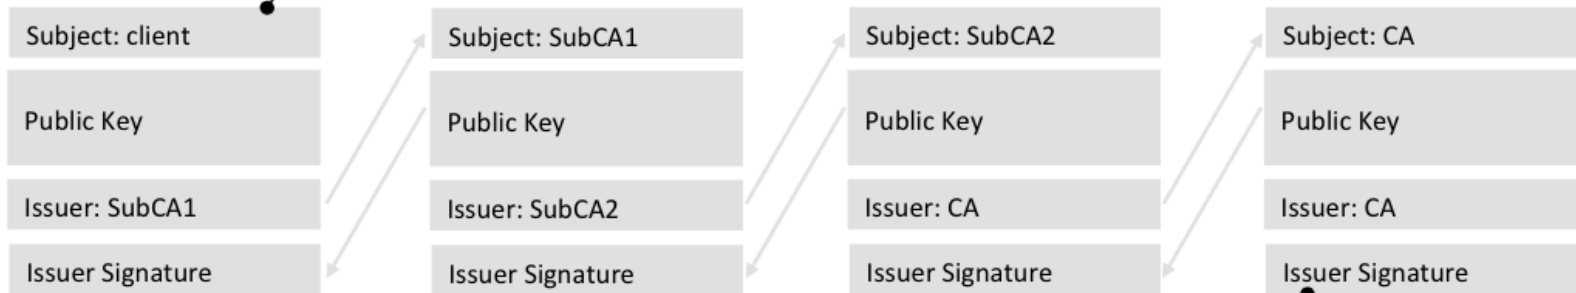 Subject: client
Public Key
Issuer: SubCA1
Issuer Signature
Subject: SubCA1
Public Key
Issuer: SubCA2
Issuer Signature
Subject: SubCA2
Public Key
Issuer: CA
Issuer Signature
Subject: CA
Public Key
Issuer: CA
Issuer Signature